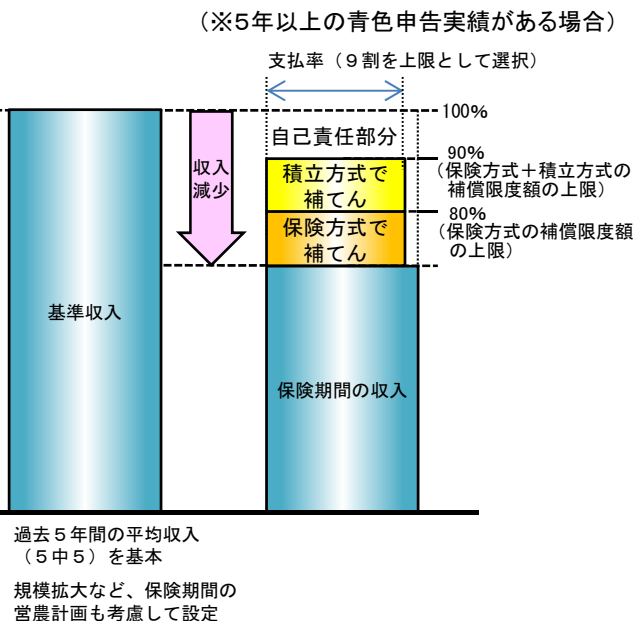 （※5年以上の青色申告実績がある場合）
支払率（９割を上限として選択）
100%
自己責任部分
収入
減少
90%
（保険方式＋積立方式の
補償限度額の上限）
積立方式で
補てん
80%
（保険方式の補償限度額
の上限）
保険方式で
補てん
基準収入
保険期間の収入
過去５年間の平均収入
（５中５）を基本
規模拡大など、保険期間の
営農計画も考慮して設定